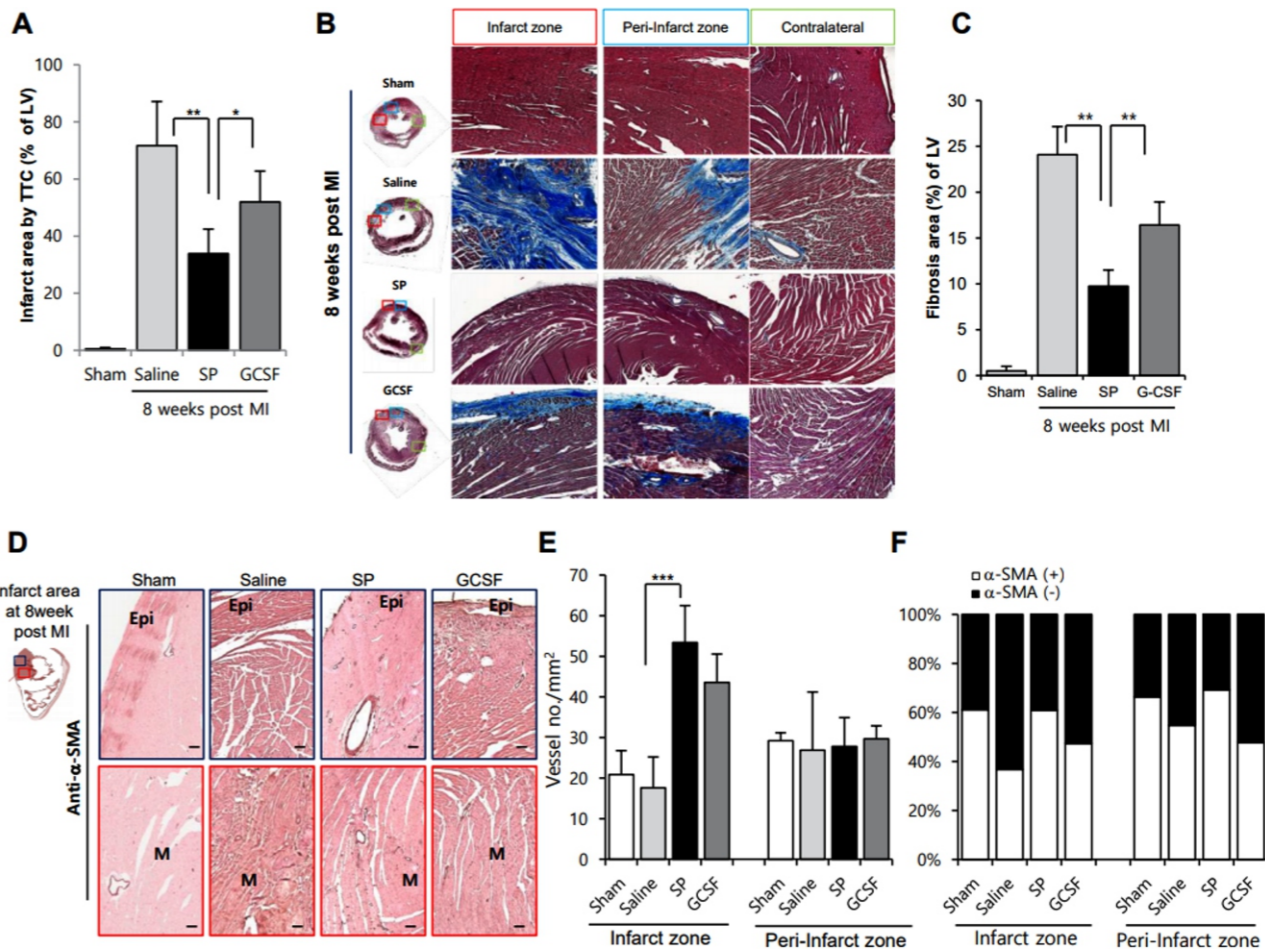 A
Infarct area by TTC (% of LV)
100
80
60
40
20
0
** *
Sham Saline SP GCSF
8 weeks post MI
B
Infarct zone Peri-Infarct zone Contralateral
8 weeks post MI
Sham
Saline
SP
GCSF
C
Fibrosis area (%) of LV
30
25
20
15
10
5
0
** **
Sham Saline SP G-CSF
8 weeks post MI
D
nfarct area
at 8week
post MI
Anti-α-SMA
Sham Saline SP GCSF
Epi Epi Epi Epi
M M M M
E
Vessel no./mm²
70
60
50
40
30
20
10
0
***
Sham Saline SP GCSF Sham Saline SP GCSF
Infarct zone Peri-Infarct zone
F
α-SMA (+)
α-SMA (-)
100%
80%
60%
40%
20%
0%
Sham Saline SP GCSF Sham Saline SP GCSF
Infarct zone Peri-Infarct zone